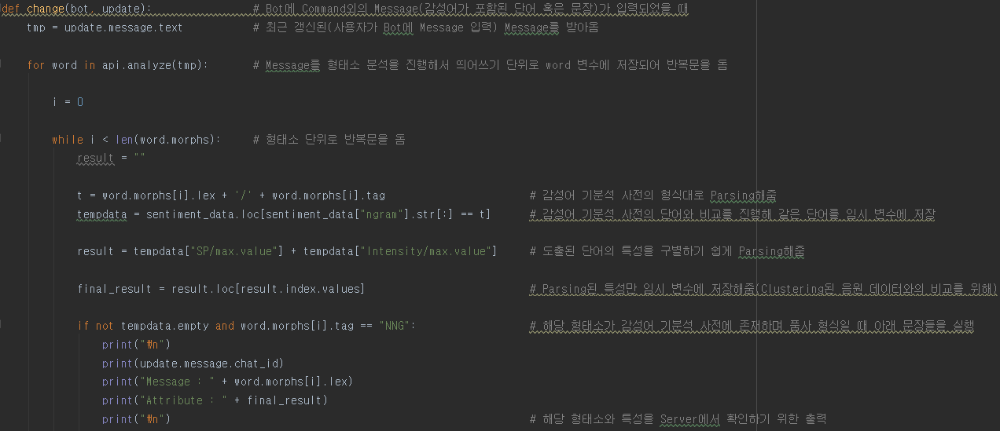 def change(bot, update): # Bot에 Command외의 Message(감성어가 포함된 단어 혹은 문장)가 입력되었을 때
tmp = update.message.text # 최근 갱신된(사용자가 Bot에 Message 입력) Message를 받아옴
for word in api.analyze(tmp): # Message를 형태소 분석을 진행해서 띄어쓰기 단위로 word 변수에 저장되어 반복문을 돔
i = 0
while i < len(word.morphs): # 형태소 단위로 반복문을 돔
result = ""
t = word.morphs[i].lex + '/' + word.morphs[i].tag # 감성어 기분석 사전의 형식대로 Parsing해줌
tempdata = sentiment_data.loc[sentiment_data["ngram"].str[:] == t] # 감성어 기분석 사전의 단어와 비교를 진행해 같은 단어를 임시 변수에 저장
result = tempdata["SP/max.value"] + tempdata["Intensity/max.value"] # 도출된 단어의 특성을 구별하기 쉽게 Parsing해줌
final_result = result.loc[result.index.values] # Parsing된 특성만 임시 변수에 저장해줌(Clustering된 음원 데이터와의 비교를 위해)
if not tempdata.empty and word.morphs[i].tag == "NNG": # 해당 형태소가 감성어 기분석 사전에 존재하며 품사 형식일 때 아래 문장들을 실행
print("₩n")
print(update.message.chat_id)
print("Message : " + word.morphs[i].lex)
print("Attribute : " + final_result)
print("₩n") # 해당 형태소와 특성을 Server에서 확인하기 위한 출력